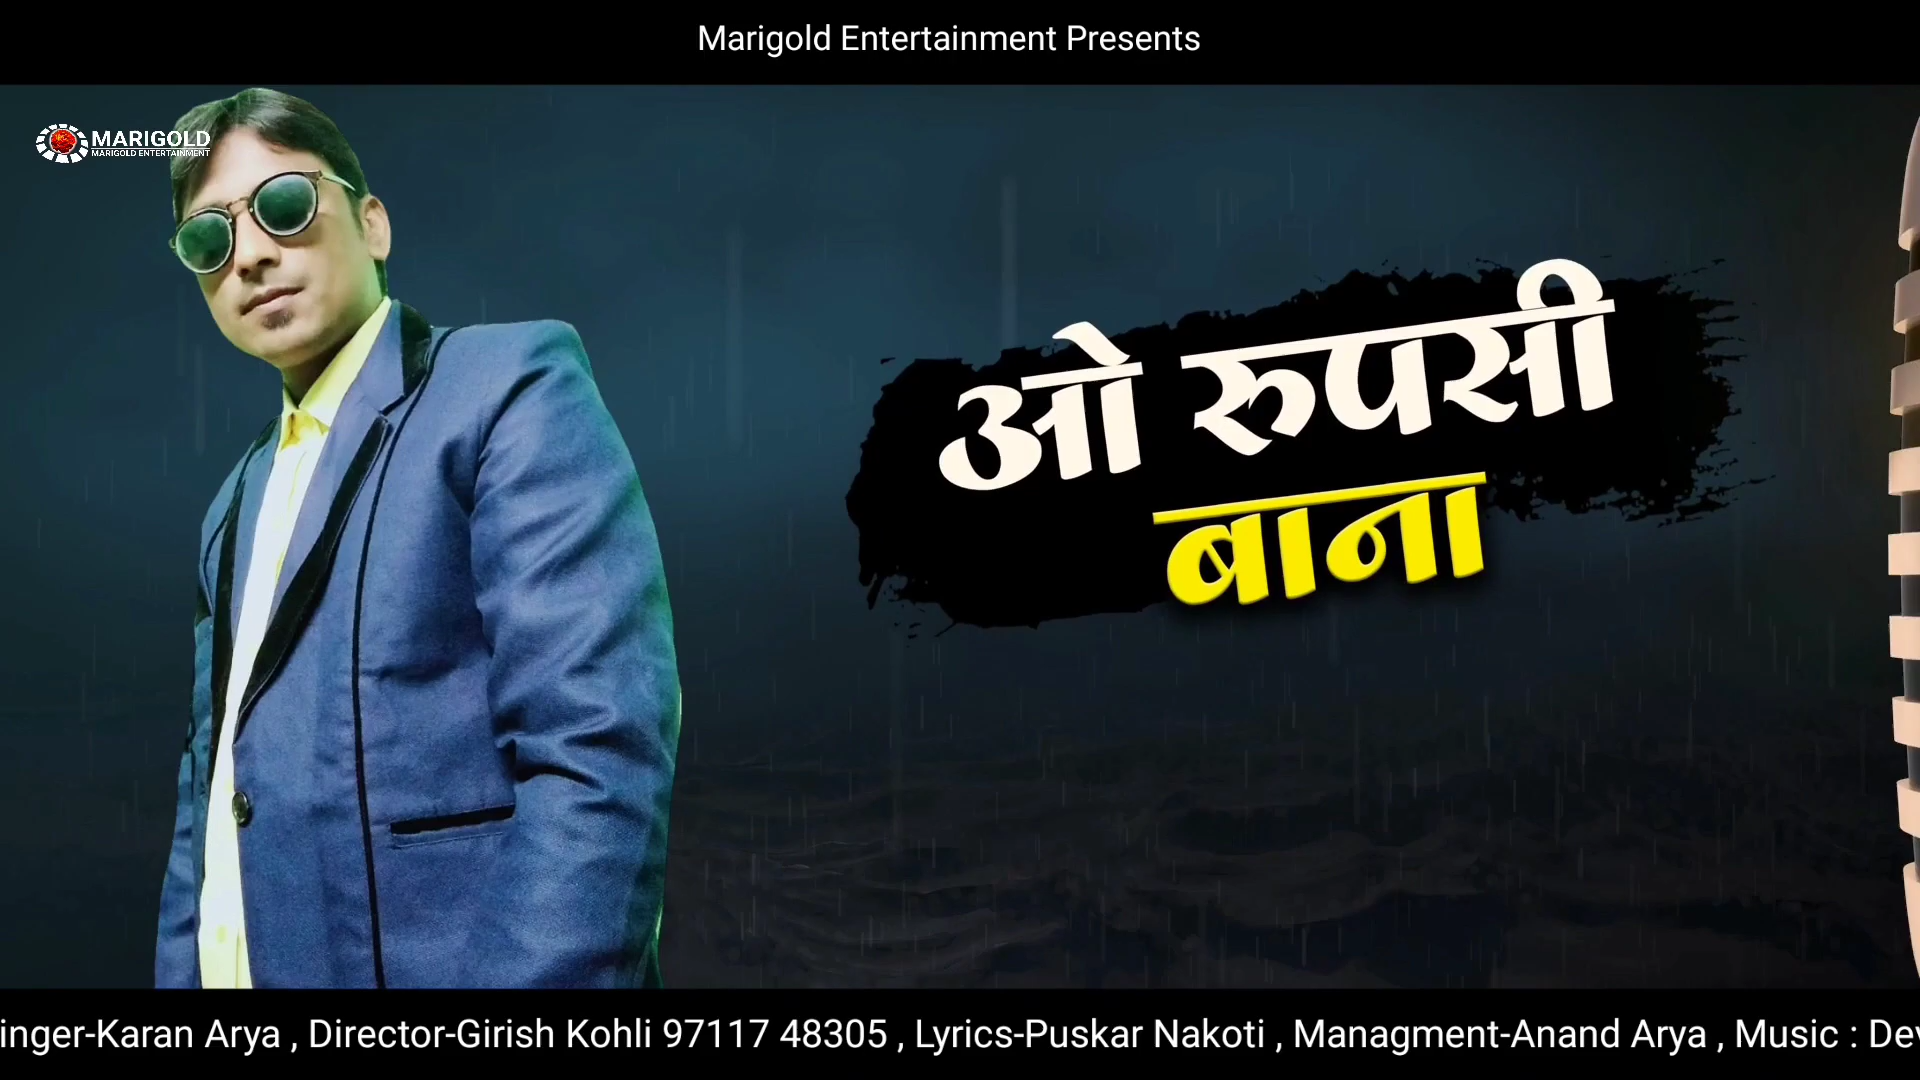 Marigold Entertainment Presents
MARIGOLD
MARIGOLD ENTERTAINMENT
ओ रुपसी
बाना
inger-Karan Arya , Director-Girish Kohli 97117 48305 , Lyrics-Puskar Nakoti , Managment-Anand Arya , Music : Dev